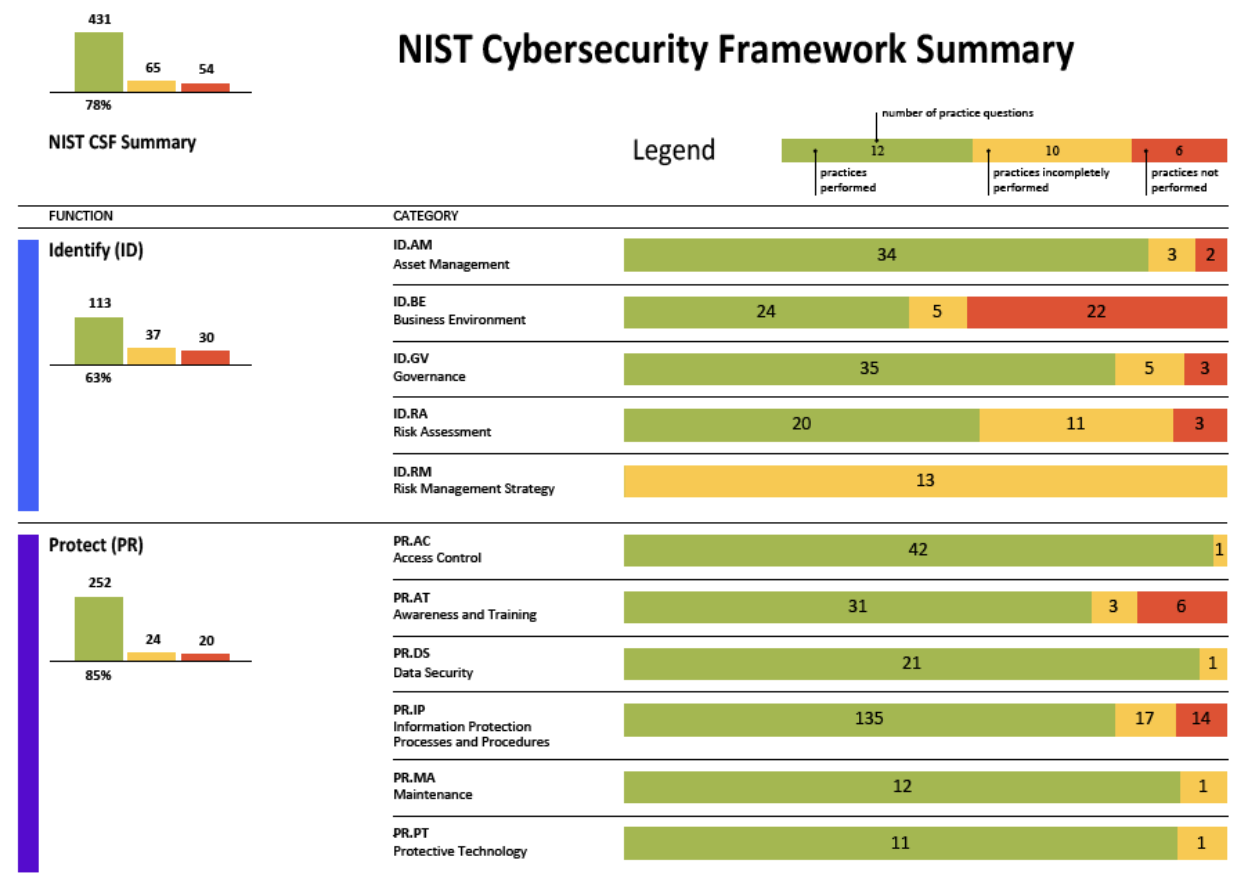 431
65
54
78%
NIST CSF Summary
NIST Cybersecurity Framework Summary
Legend
number of practice questions
12
10
6
practices
performed
practices incompletely
performed
practices not
performed
FUNCTION
CATEGORY
Identify (ID)
113
37
30
63%
ID.AM
Asset Management
34
3
2
ID.BE
Business Environment
24
5
22
ID.GV
Governance
35
5
3
ID.RA
Risk Assessment
20
11
3
ID.RM
Risk Management Strategy
13
Protect (PR)
252
24
20
85%
PR.AC
Access Control
42
1
PR.AT
Awareness and Training
31
3
6
PR.DS
Data Security
21
1
PR.IP
Information Protection
Processes and Procedures
135
17
14
PR.MA
Maintenance
12
1
PR.PT
Protective Technology
11
1